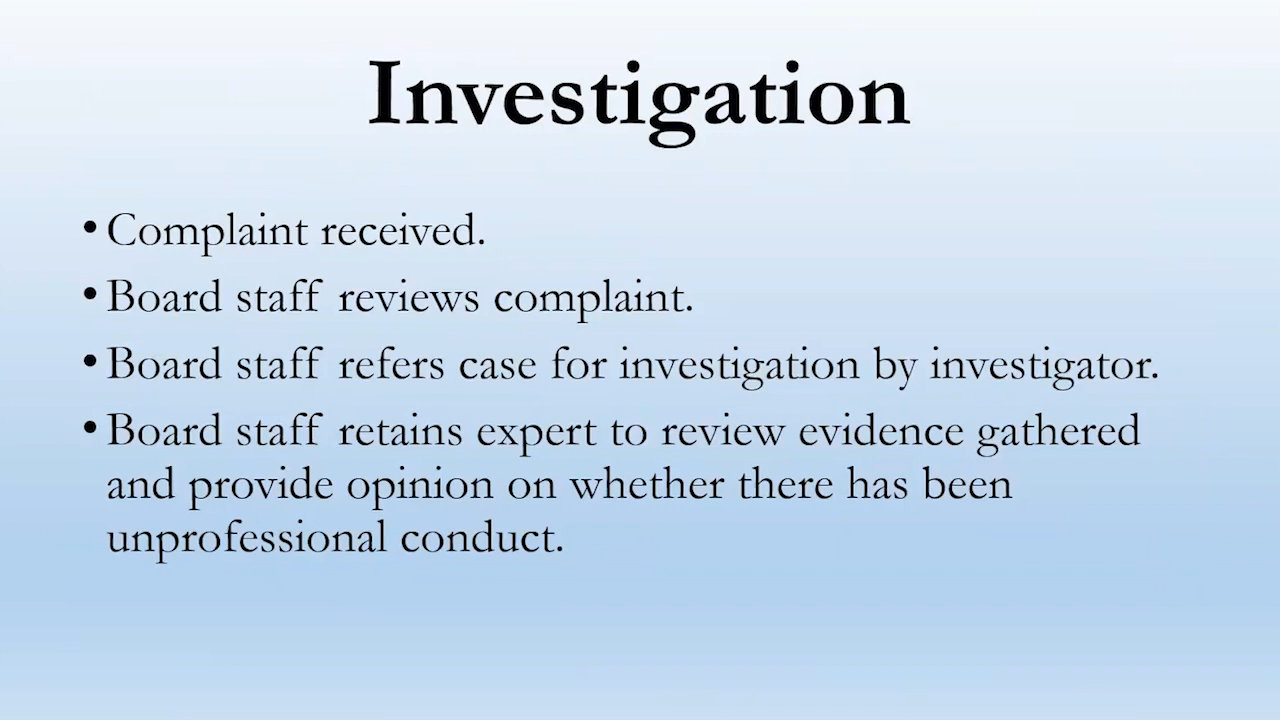 Investigation
• Complaint received.
• Board staff reviews complaint.
• Board staff refers case for investigation by investigator.
• Board staff retains expert to review evidence gathered
and provide opinion on whether there has been
unprofessional conduct.